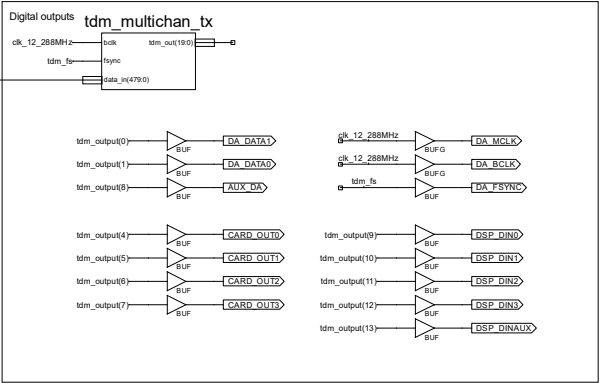 Digital outputs
tdm_multichan_tx
clk_12_288MHz bclk tdm_out(19:0)
tdm_fs fsync
data_in(479:0)
tdm_output(0) BUF DA_DATA1
tdm_output(1) BUF DA_DATA0
tdm_output(8) BUF AUX_DA
clk_12_288MHz BUFG DA_MCLK
clk_12_288MHz BUFG DA_BCLK
tdm_fs BUF DA_FSYNC
tdm_output(4) BUF CARD_OUT0
tdm_output(5) BUF CARD_OUT1
tdm_output(6) BUF CARD_OUT2
tdm_output(7) BUF CARD_OUT3
tdm_output(9) BUF DSP_DIN0
tdm_output(10) BUF DSP_DIN1
tdm_output(11) BUF DSP_DIN2
tdm_output(12) BUF DSP_DIN3
tdm_output(13) BUF DSP_DINAUX